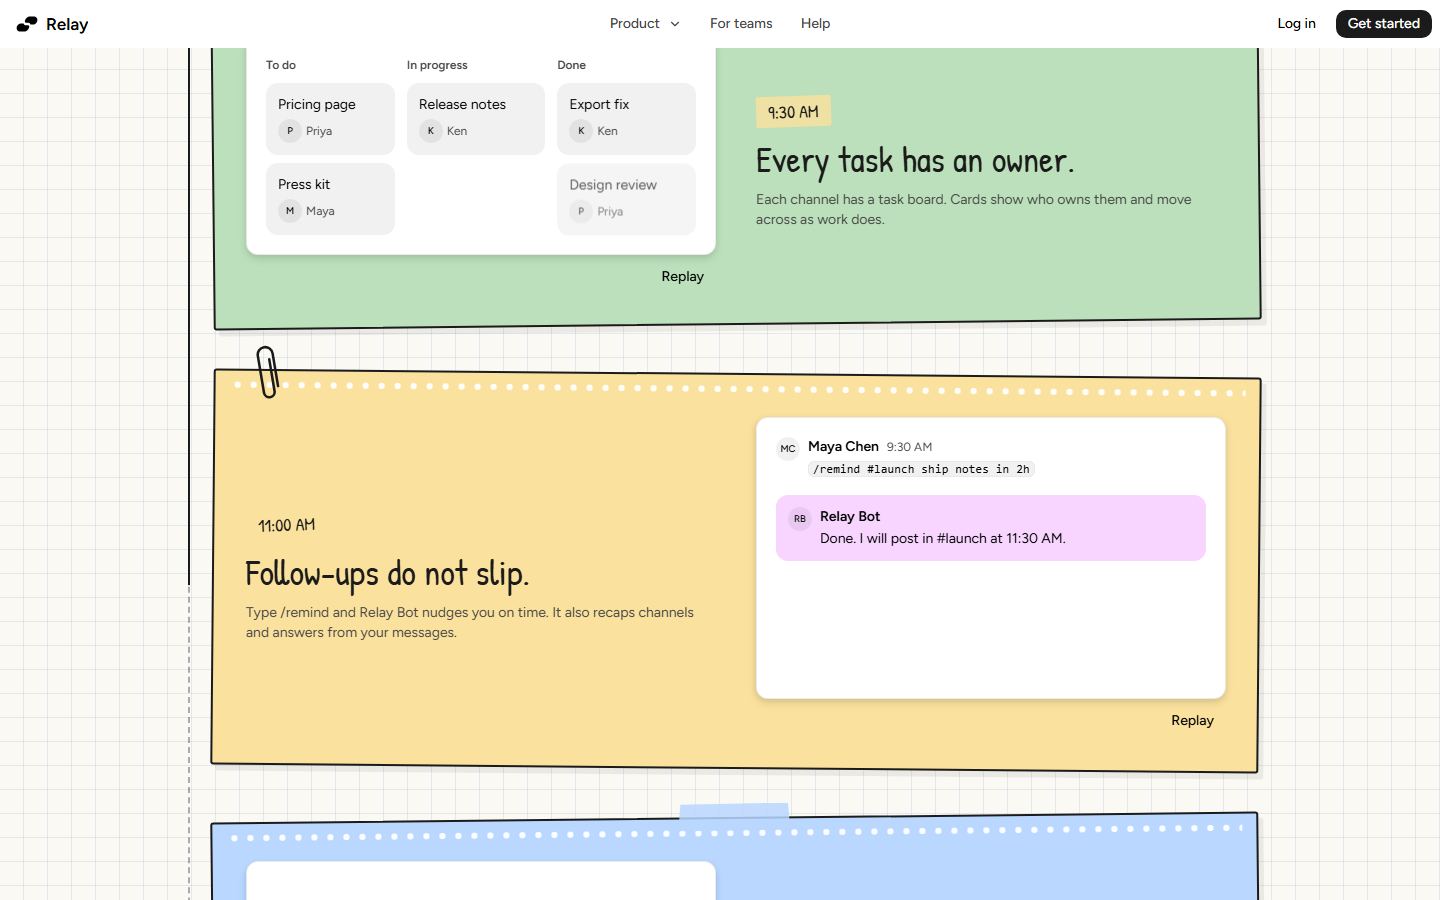 Relay
Product
For teams
Help
Log in
Get started
To do
In progress
Done
Pricing page
P Priya
Release notes
K Ken
Export fix
K Ken
Press kit
M Maya
Design review
P Priya
Replay
9:30 AM
Every task has an owner.
Each channel has a task board. Cards show who owns them and move
across as work does.
11:00 AM
Follow-ups do not slip.
Type /remind and Relay Bot nudges you on time. It also recaps channels
and answers from your messages.
MC Maya Chen 9:30 AM
/remind #launch ship notes in 2h
RB Relay Bot
Done. I will post in #launch at 11:30 AM.
Replay